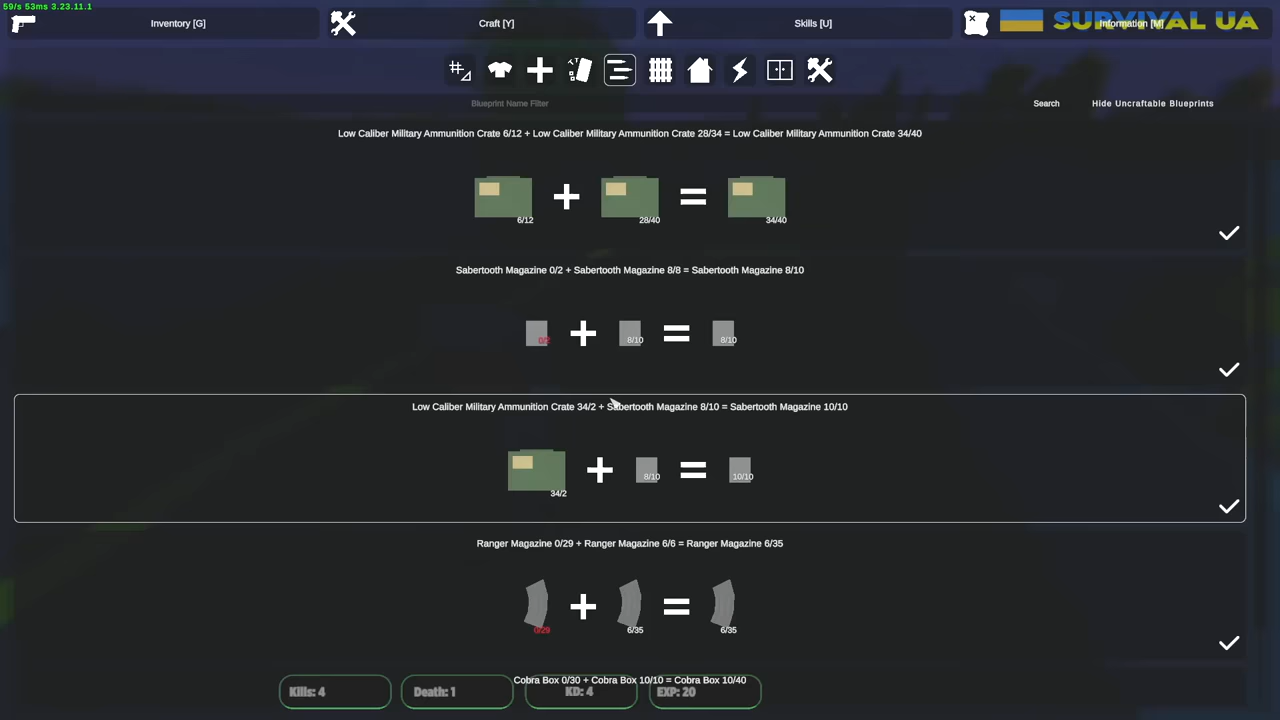 59/s 53ms 3.23.11.1
Inventory [G]
Craft [Y]
Skills [U]
Information [M]
SURVIVAL UA
Blueprint Name Filter
Search
Hide Uncraftable Blueprints
Low Caliber Military Ammunition Crate 6/12 + Low Caliber Military Ammunition Crate 28/34 = Low Caliber Military Ammunition Crate 34/40
6/12
28/40
34/40
Sabertooth Magazine 0/2 + Sabertooth Magazine 8/8 = Sabertooth Magazine 8/10
0/2
8/10
8/10
Low Caliber Military Ammunition Crate 34/2 + Sabertooth Magazine 8/10 = Sabertooth Magazine 10/10
34/2
8/10
10/10
Ranger Magazine 0/29 + Ranger Magazine 6/6 = Ranger Magazine 6/35
0/29
6/35
6/35
Cobra Box 0/30 + Cobra Box 10/10 = Cobra Box 10/40
Kills: 4
Death: 1
KD: 4
EXP: 20